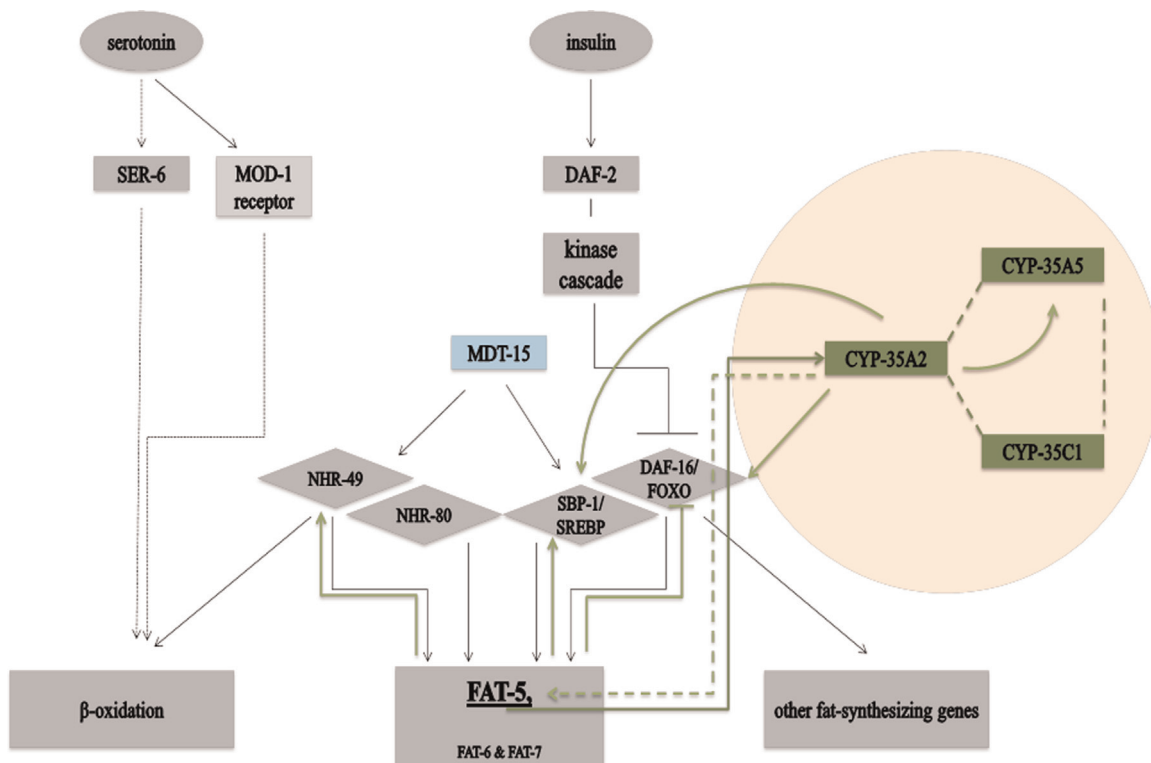 serotonin
insulin
SER-6
MOD-1
receptor
DAF-2
kinase
cascade
CYP-35A5
MDT-15
CYP-35A2
CYP-35C1
NHR-49
NHR-80
SBP-1/
SREBP
DAF-16/
FOXO
β-oxidation
FAT-5,
FAT-6 & FAT-7
other fat-synthesizing genes